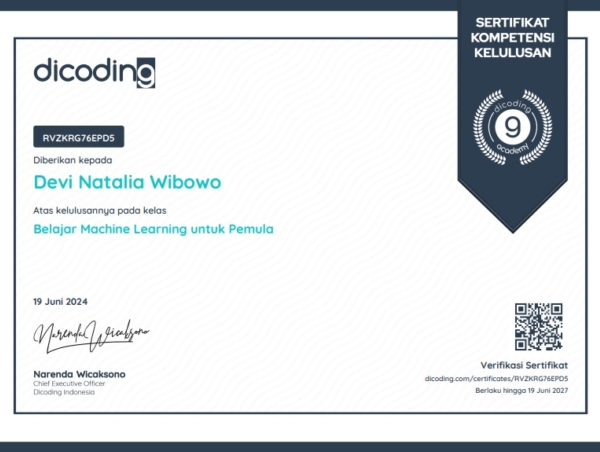 SERTIFIKAT
KOMPETENSI
KELULUSAN
dicoding
dicoding
9
academy
RVZKRG76EPD5
Diberikan kepada
Devi Natalia Wibowo
Atas kelulusannya pada kelas
Belajar Machine Learning untuk Pemula
19 Juni 2024
Narenda Wicaksono
Narenda Wicaksono
Chief Executive Officer
Dicoding Indonesia
Verifikasi Sertifikat
dicoding.com/certificates/RVZKRG76EPD5
Berlaku hingga 19 Juni 2027